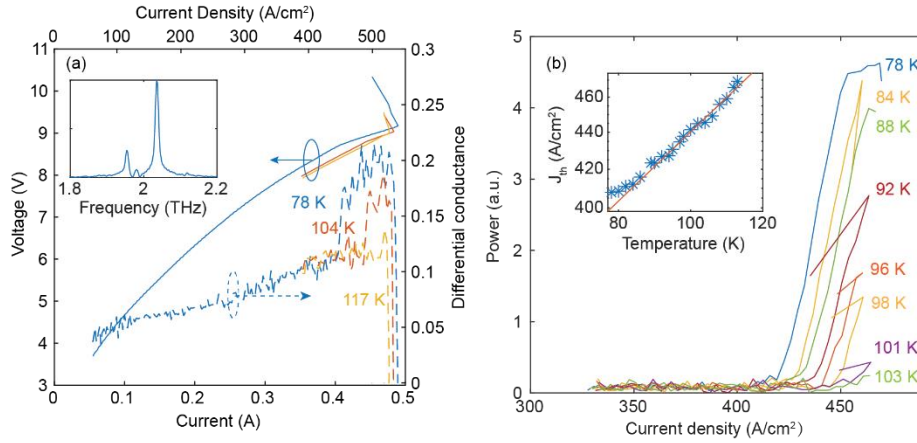 Current Density (A/cm²)
0 100 200 300 400 500
11 10 9 8 7 6 5 4 3
0.3 0.25 0.2 0.15 0.1 0.05 0
(a)
1.8 2 2.2
Frequency (THz)
78 K
104 K
117 K
Voltage (V)
Differential conductance
0 0.1 0.2 0.3 0.4 0.5
Current (A)
5 4 3 2 1 0
(b)
460
440
420
400
J_th (A/cm²)
80 100 120
Temperature (K)
78 K
84 K
88 K
92 K
96 K
98 K
101 K
103 K
Power (a.u.)
300 350 400 450
Current density (A/cm²)